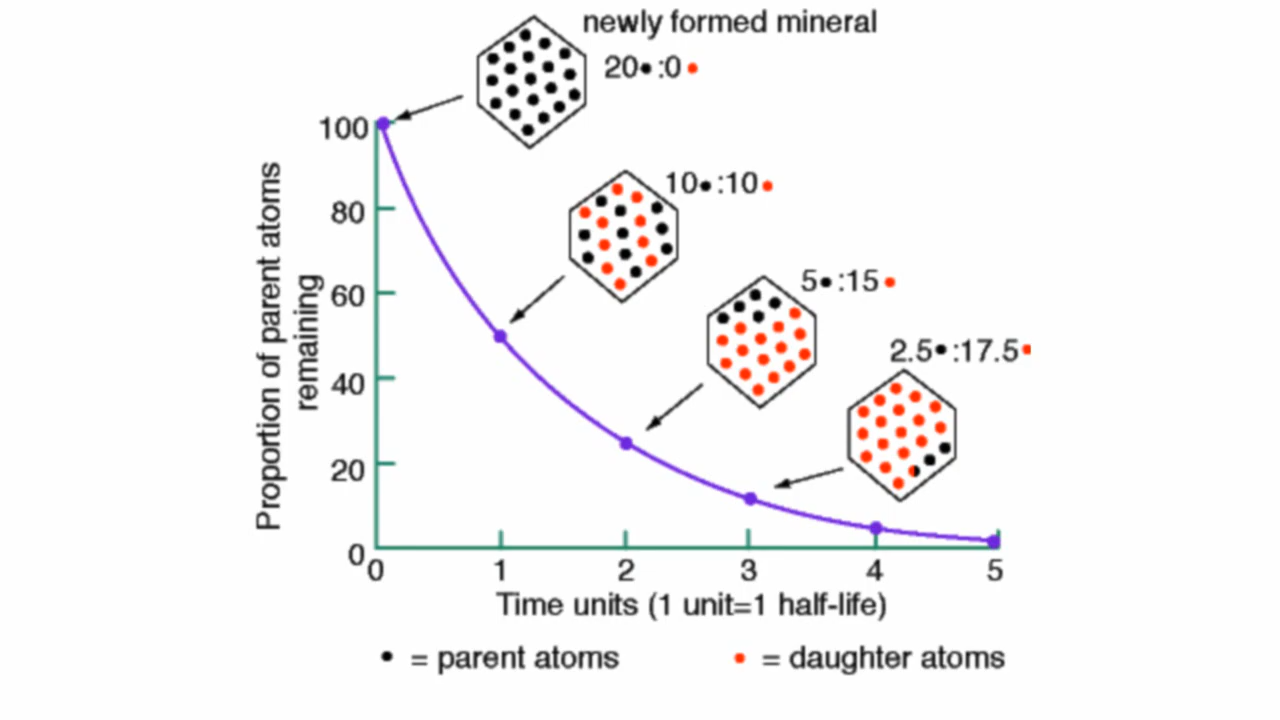 newly formed mineral
20• :0 •
10• :10 •
5• :15 •
2.5• :17.5 •
100
80
60
40
20
0
Proportion of parent atoms
remaining
0 1 2 3 4 5
Time units (1 unit=1 half-life)
• = parent atoms • = daughter atoms